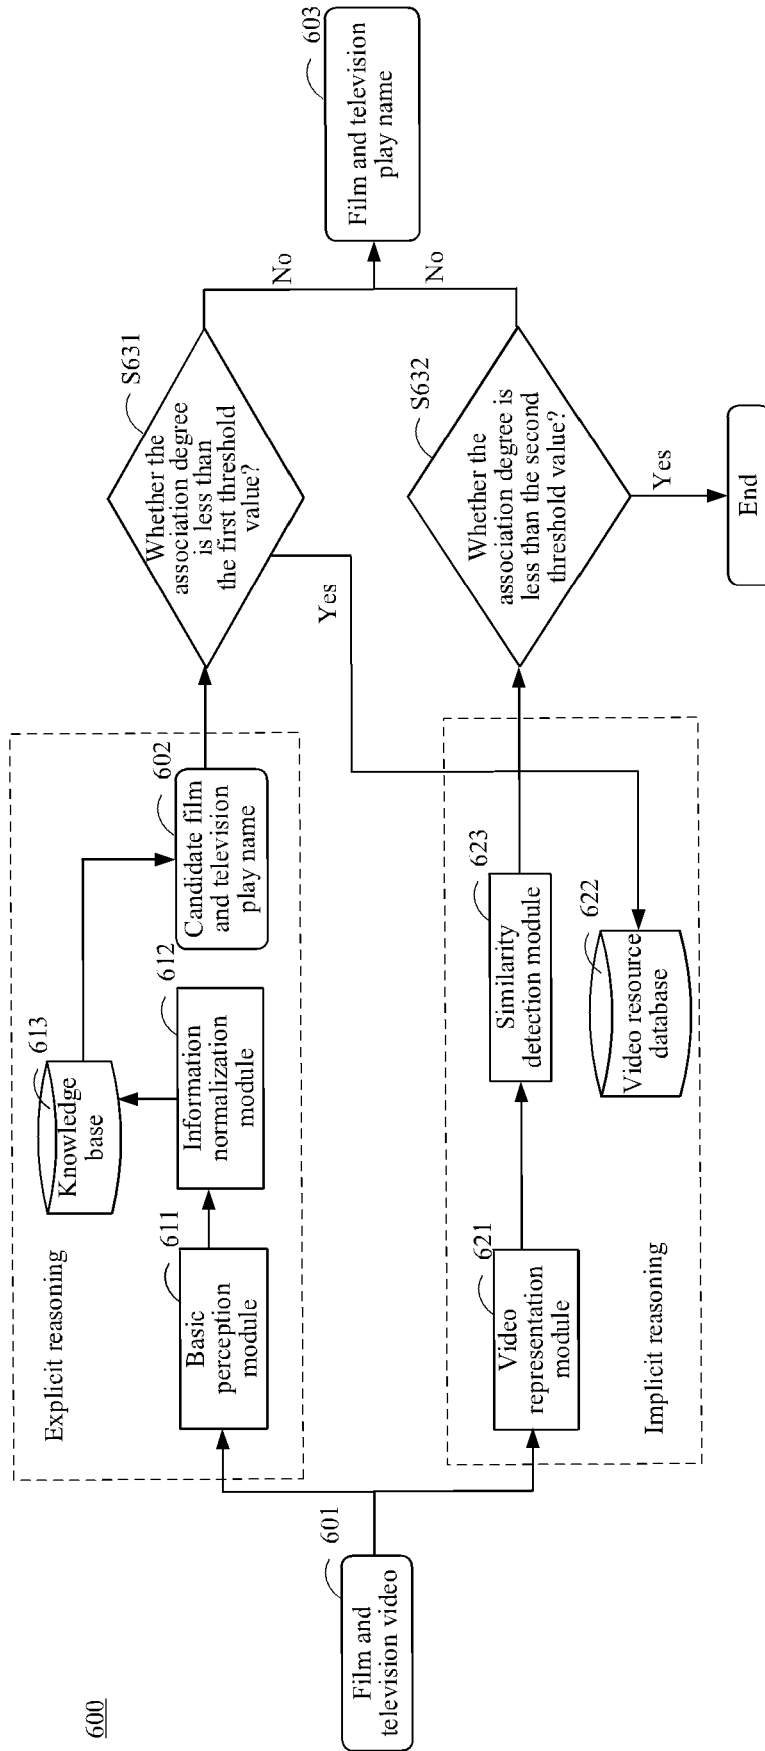 600
Film and
television video
601
Explicit reasoning
Basic
perception
module
611
Information
normalization
module
612
Knowledge
base
613
Candidate film
and television
play name
602
Whether the
association degree
is less than
the first threshold
value?
S631
No
Yes
Film and television
play name
603
Implicit reasoning
Video
representation
module
621
Similarity
detection module
623
Video resource
database
622
Whether the
association degree is
less than the second
threshold value?
S632
No
Yes
End